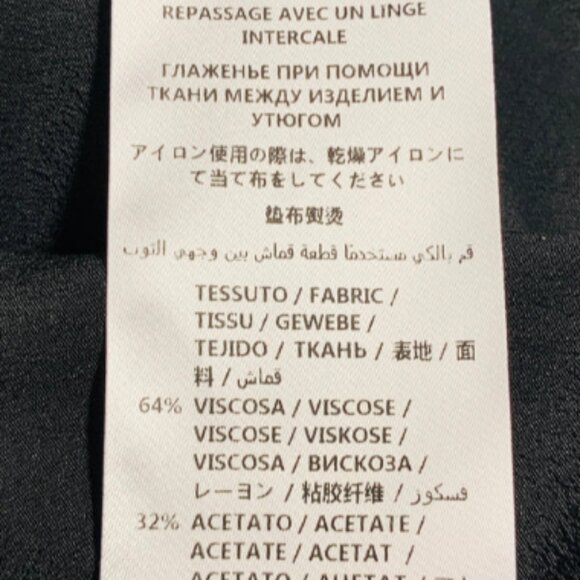 REPASSAGE AVEC UN LINGE
INTERCALE
ГЛАЖЕНЬЕ ПРИ ПОМОЩИ
ТКАНИ МЕЖДУ ИЗДЕЛИЕМ И
УТЮГОМ
アイロン使用の際は、乾燥アイロンに
て当て布をしてください
垫布熨烫
قم بالكي مستخدمًا قطعة قماش بين وجهي الثوب
TESSUTO / FABRIC /
TISSU / GEWEBE /
TEJIDO / ТКАНЬ / 表地 / 面
料 / قماش
64% VISCOSA / VISCOSE /
VISCOSE / VISKOSE /
VISCOSA / ВИСКОЗА /
レーヨン / 粘胶纤维 / فسكوز /
32% ACETATO / ACETATE /
ACETATE / ACETAT /
ACETATO / АЦЕТАТ /